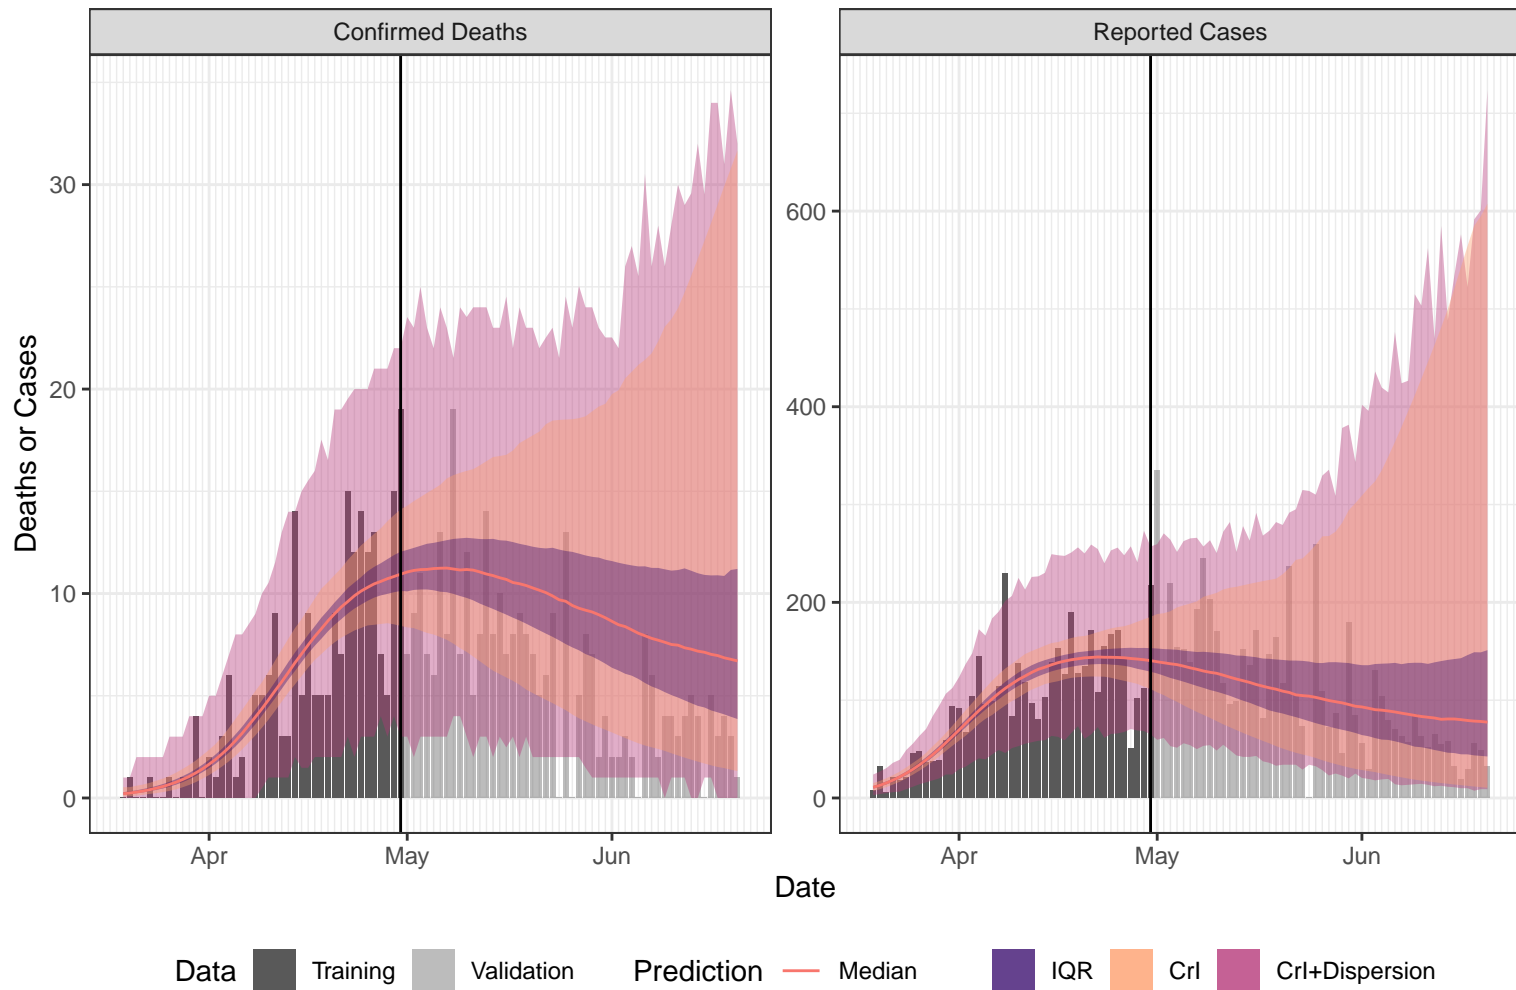 Confirmed Deaths
Reported Cases
Deaths or Cases
30
20
10
0
600
400
200
0
Apr
May
Jun
Apr
May
Jun
Date
Data Training Validation Prediction Median IQR CrI CrI+Dispersion